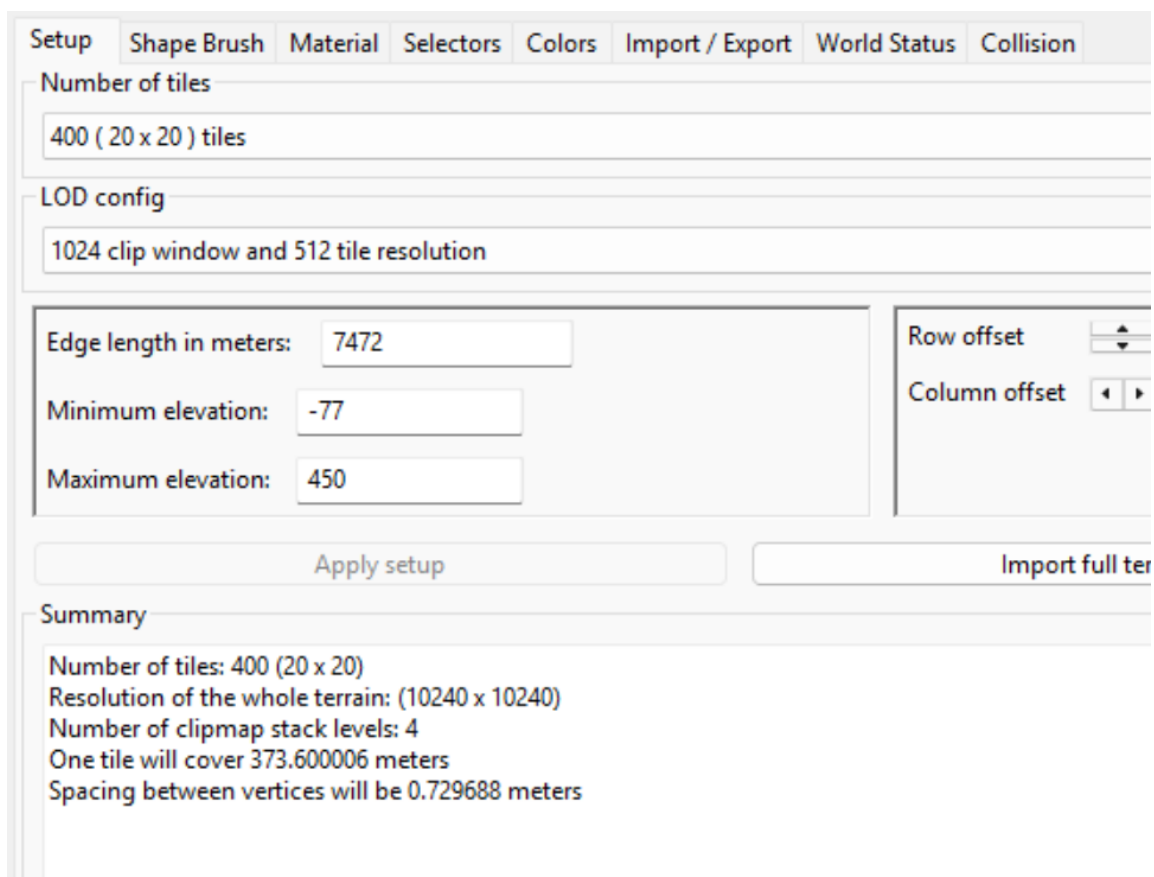 Setup Shape Brush Material Selectors Colors Import / Export World Status Collision
Number of tiles
400 ( 20 x 20 ) tiles
LOD config
1024 clip window and 512 tile resolution
Edge length in meters: 7472
Minimum elevation: -77
Maximum elevation: 450
Row offset
Column offset
Apply setup
Import full
Summary
Number of tiles: 400 (20 x 20)
Resolution of the whole terrain: (10240 x 10240)
Number of clipmap stack levels: 4
One tile will cover 373.600006 meters
Spacing between vertices will be 0.729688 meters